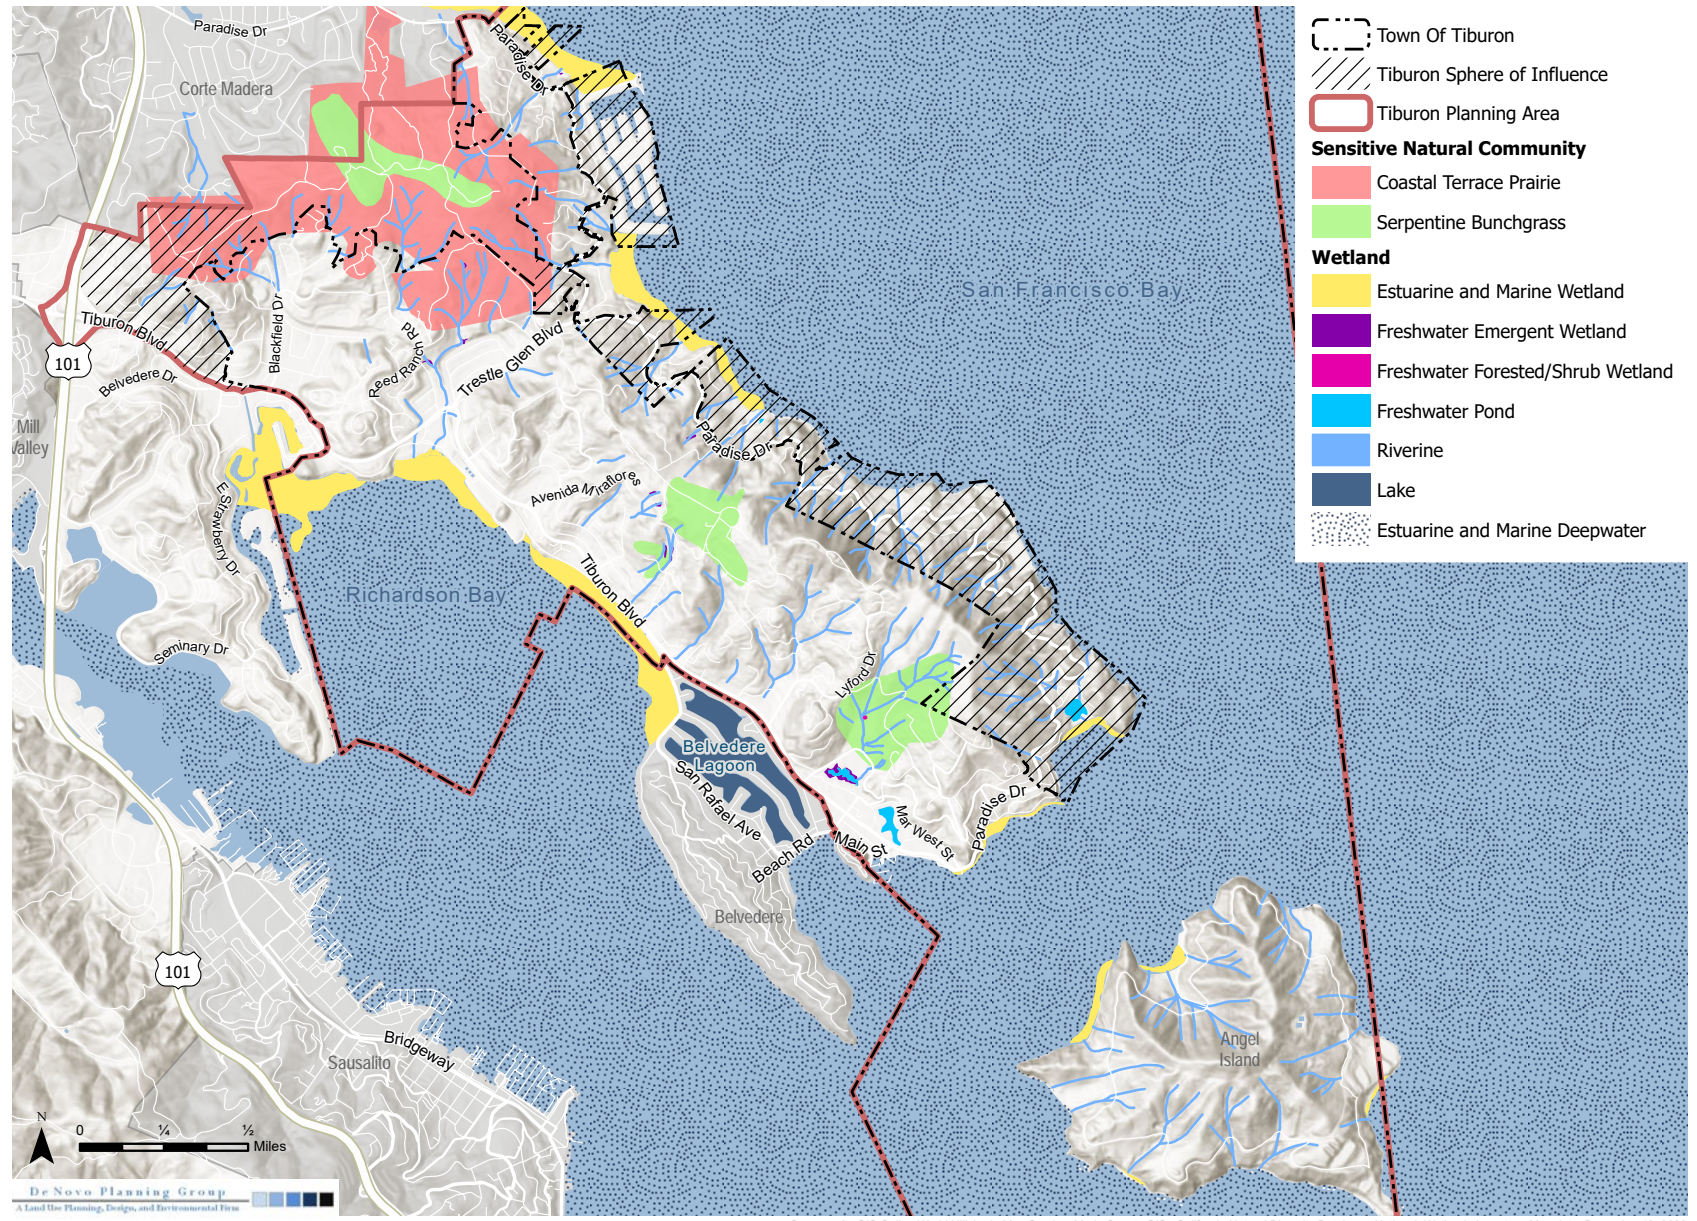 Paradise Dr
Corte Madera
Paradise Dr
Town Of Tiburon
Tiburon Sphere of Influence
Tiburon Planning Area
Sensitive Natural Community
Coastal Terrace Prairie
Serpentine Bunchgrass
Wetland
Estuarine and Marine Wetland
Freshwater Emergent Wetland
Freshwater Forested/Shrub Wetland
Freshwater Pond
Riverine
Lake
Estuarine and Marine Deepwater
San Francisco Bay
Tiburon Blvd
101
Blackfield Dr
Reed Ranch Rd
Trestle Glen Blvd
Belvedere Dr
Mill
Valley
Paradise Dr
Avenida Miraflores
E Strawberry Dr
Richardson Bay
Tiburon Blvd
Seminary Dr
Lyford Dr
Belvedere
Lagoon
San Rafael Ave
Beach Rd
Main St
Mar West St
Paradise Dr
Belvedere
101
Sausalito
Bridgeway
Angel
Island
N
0 ¼ ½
Miles
De Novo Planning Group
A Land Use Planning, Design, and Environmental Firm